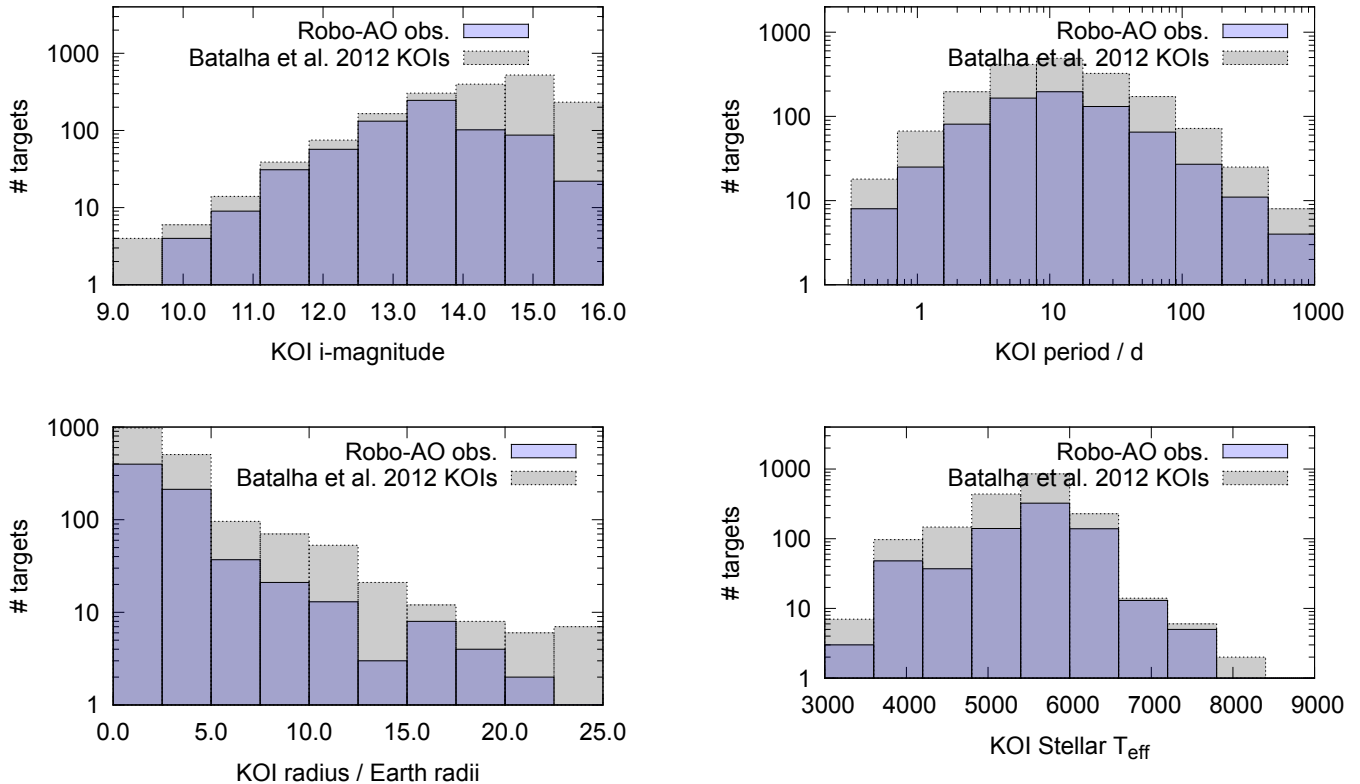 Robo-AO obs.
Batalha et al. 2012 KOIs
1000
100
10
1
# targets
9.0 10.0 11.0 12.0 13.0 14.0 15.0 16.0
KOI i-magnitude
Robo-AO obs.
Batalha et al. 2012 KOIs
1000
100
10
1
# targets
1 10 100 1000
KOI period / d
Robo-AO obs.
Batalha et al. 2012 KOIs
1000
100
10
1
# targets
0.0 5.0 10.0 15.0 20.0 25.0
KOI radius / Earth radii
Robo-AO obs.
Batalha et al. 2012 KOIs
1000
100
10
1
# targets
3000 4000 5000 6000 7000 8000 9000
KOI Stellar Teff